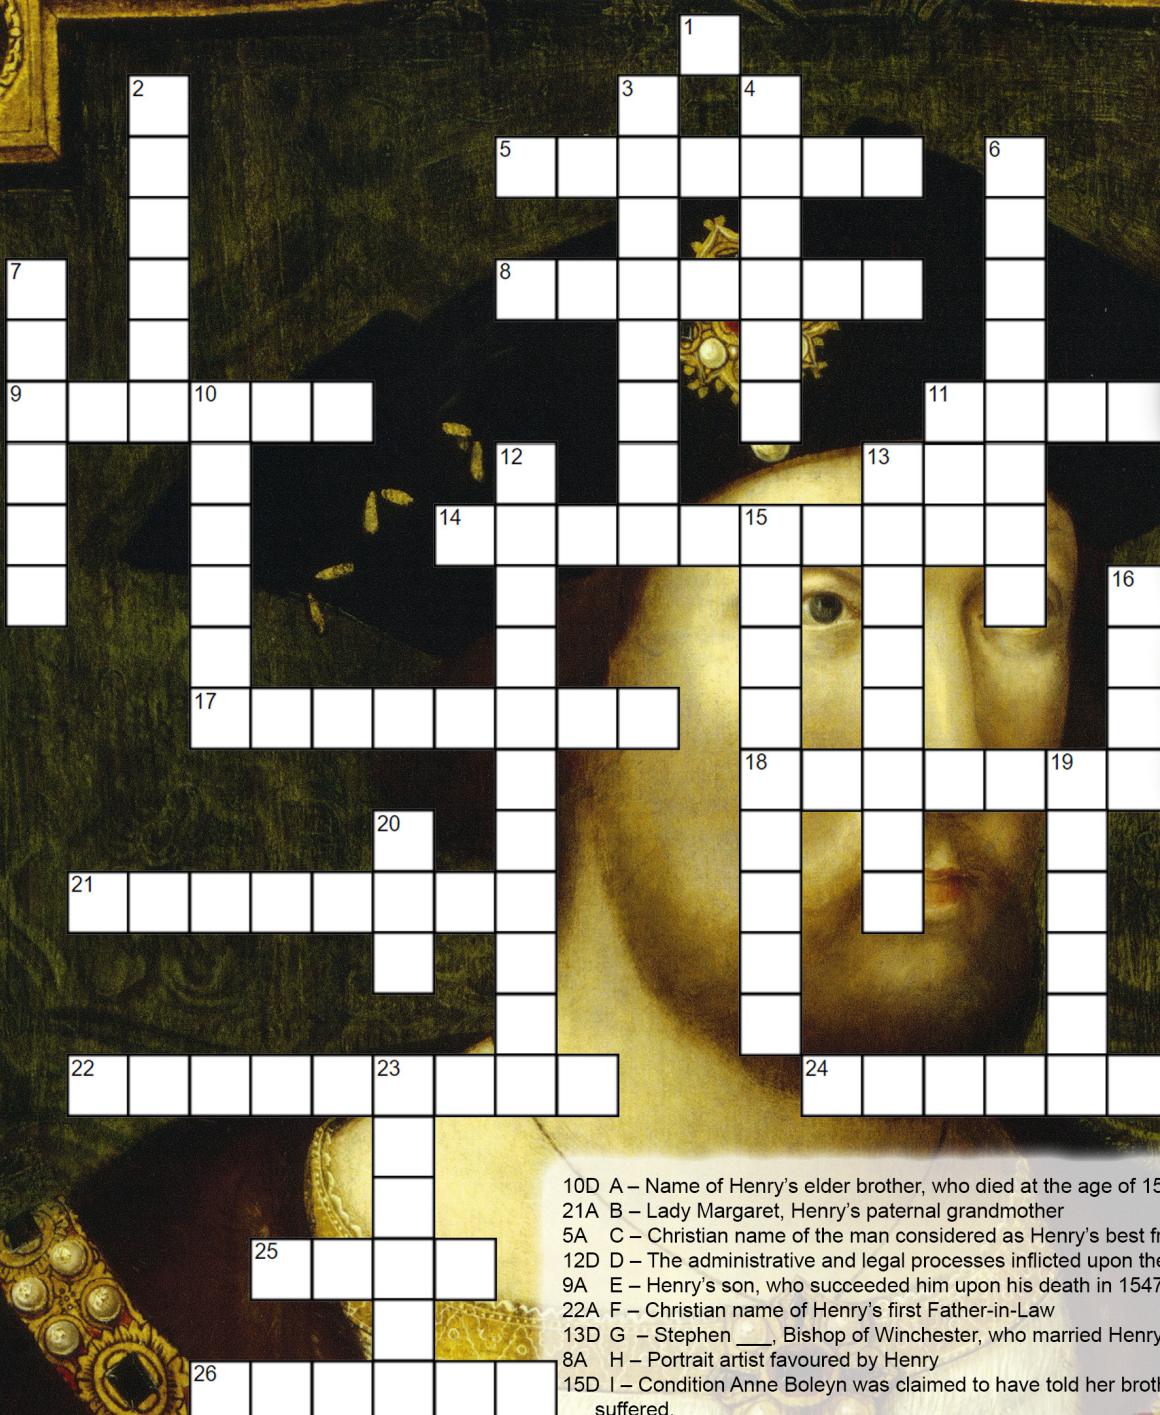 1
2
3 4
5 6
7 8
9 10 11
12 13
14 15
16
17
18 19
20
21
22 23 24
25
26
10D A – Name of Henry’s elder brother, who died at the age of 15
21A B – Lady Margaret, Henry’s paternal grandmother
5A C – Christian name of the man considered as Henry’s best fr
12D D – The administrative and legal processes inflicted upon the
9A E – Henry’s son, who succeeded him upon his death in 1547
22A F – Christian name of Henry’s first Father-in-Law
13D G – Stephen ___, Bishop of Winchester, who married Henry
8A H – Portrait artist favoured by Henry
15D I – Condition Anne Boleyn was claimed to have told her broth
suffered.